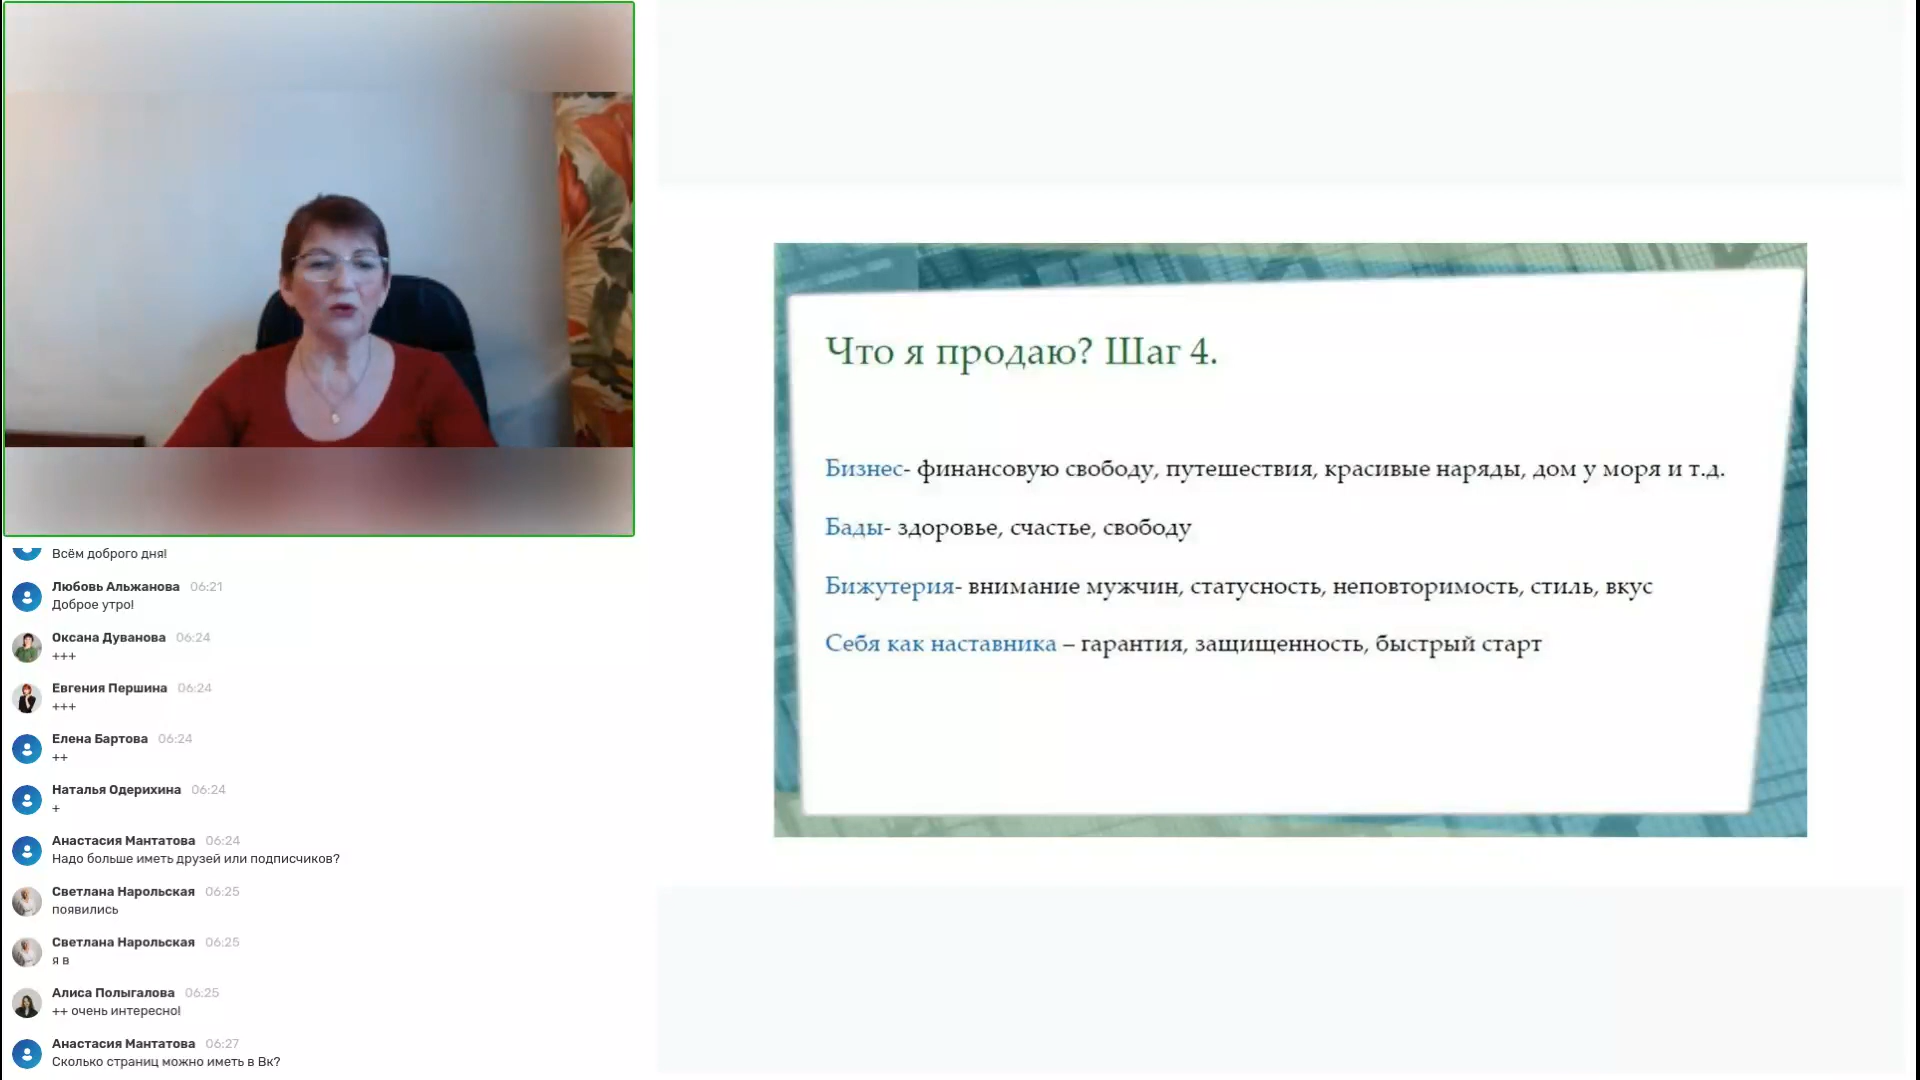 Всём доброго дня!
Любовь Альжанова 06:21
Доброе утро!
Оксана Дуванова 06:24
+++
Евгения Першина 06:24
+++
Елена Бартова 06:24
++
Наталья Одерихина 06:24
+
Анастасия Мантатова 06:24
Надо больше иметь друзей или подписчиков?
Светлана Нарольская 06:25
появились
Светлана Нарольская 06:25
я в
Алиса Полыгалова 06:25
++ очень интересно!
Анастасия Мантатова 06:27
Сколько страниц можно иметь в Вк?
Что я продаю? Шаг 4.
Бизнес- финансовую свободу, путешествия, красивые наряды, дом у моря и т.д.
Бады- здоровье, счастье, свободу
Бижутерия- внимание мужчин, статусность, неповторимость, стиль, вкус
Себя как наставника – гарантия, защищенность, быстрый старт